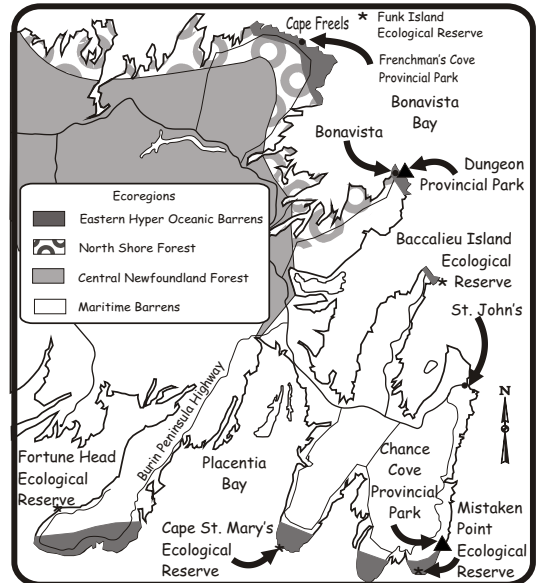 Cape Freels
* Funk Island
Ecological Reserve
Frenchman's Cove
Provincial Park
Bonavista
Bay
Bonavista
Dungeon
Provincial Park
Ecoregions
Eastern Hyper Oceanic Barrens
North Shore Forest
Central Newfoundland Forest
Maritime Barrens
Baccalieu Island
Ecological
* Reserve
St. John's
N
Burin Peninsula Highway
Fortune Head
Ecological
Reserve
Placentia
Bay
Chance
Cove
Provincial
Park
Cape St. Mary's
Ecological
Reserve
Mistaken
Point
Ecological
Reserve